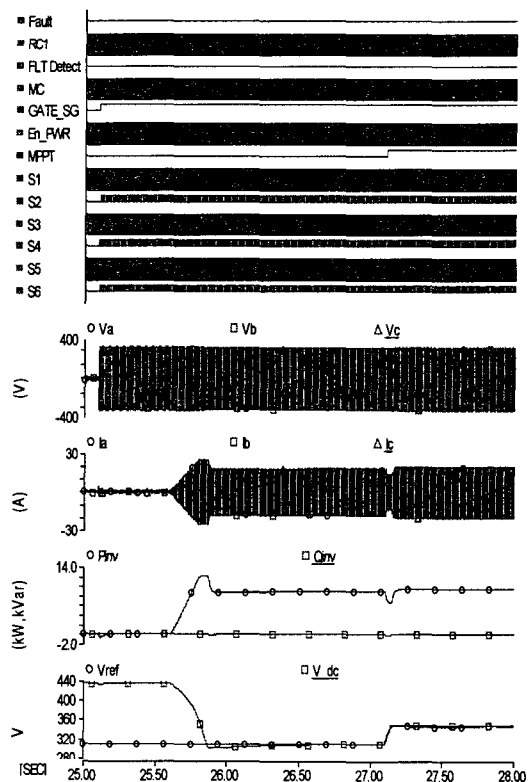 Fault
RC1
FLT Detect
MC
GATE_SG
En_PWR
MPPT
S1
S2
S3
S4
S5
S6
Va Vb Vc
400
(V)
-400
Ia Ib Ic
30
(A)
-30
Pinv Qinv
14.0
(kW,kVar)
-2.0
Vref V_dc
440
400
360
V
320
280
[SEC] 25.00 25.50 26.00 26.50 27.00 27.50 28.00